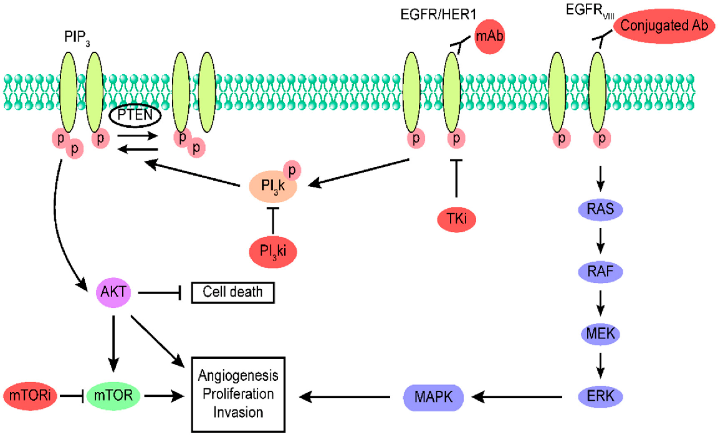 EGFR/HER1
EGFRVIII
mAb
Conjugated Ab
PIP3
PTEN
p
p
p
p
p
p
p
p
p
p
PI3k
TKi
RAS
PI3ki
RAF
AKT
Cell death
MEK
Angiogenesis
Proliferation
Invasion
mTORi
mTOR
MAPK
ERK